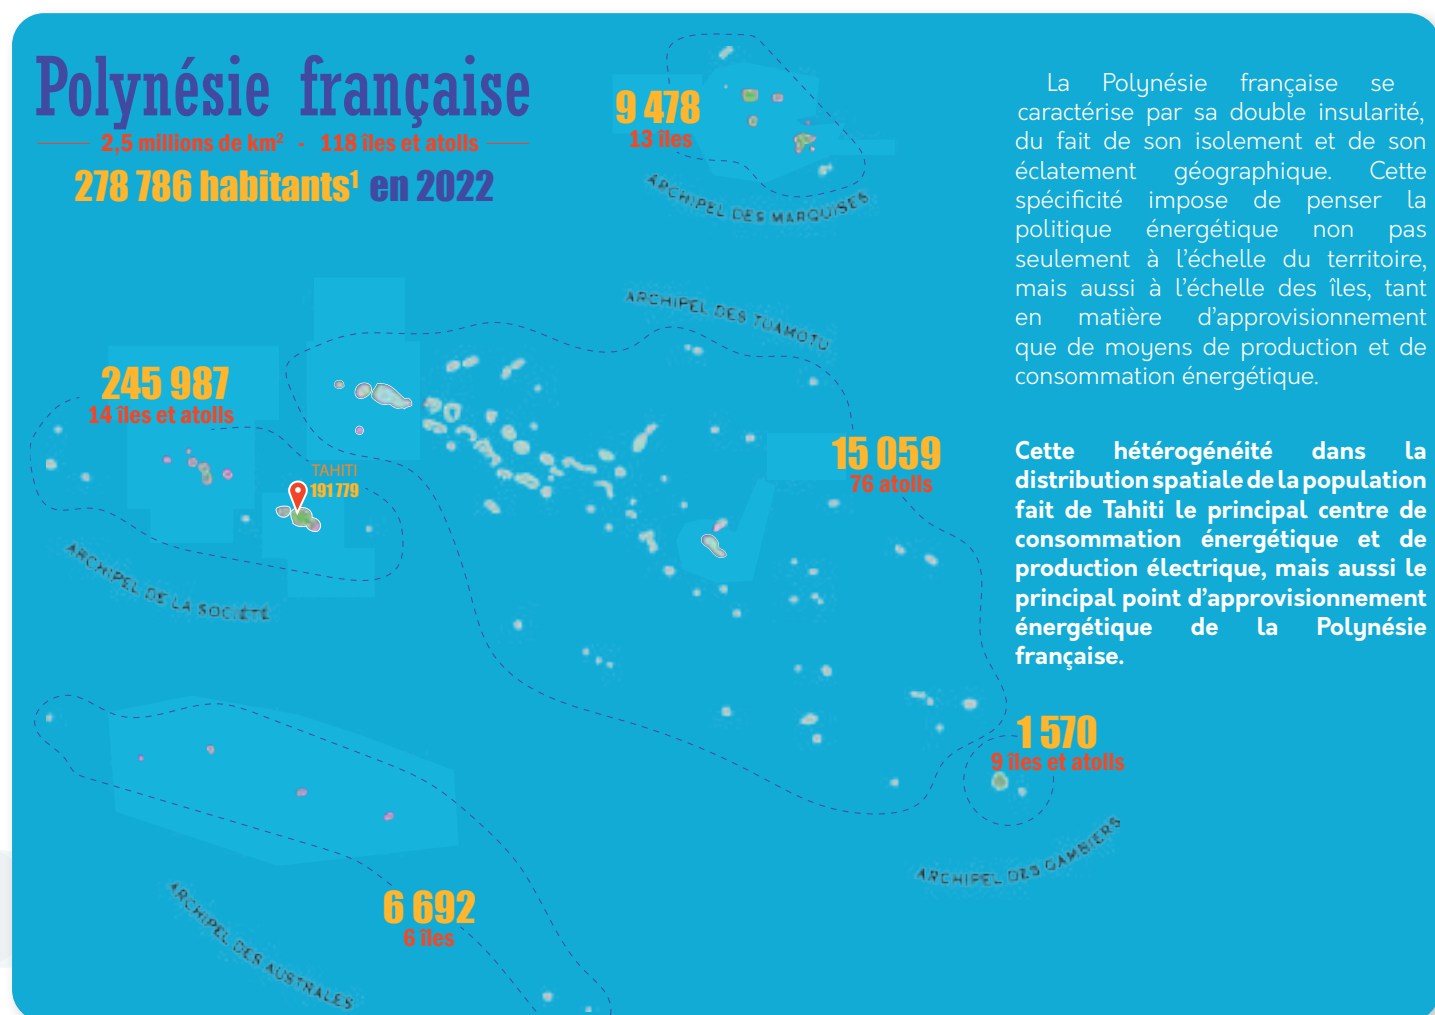 Polynésie française
2,5 millions de km² - 118 îles et atolls
278 786 habitants¹ en 2022
9 478
13 îles
ARCHIPEL DES MARQUISES
ARCHIPEL DES TUAMOTU
245 987
14 îles et atolls
TAHITI
191 779
ARCHIPEL DE LA SOCIÉTÉ
15 059
76 atolls
1 570
9 îles et atolls
ARCHIPEL DES GAMBIERS
6 692
6 îles
ARCHIPEL DES AUSTRALES
La Polynésie française se
caractérise par sa double insularité,
du fait de son isolement et de son
éclatement géographique. Cette
spécificité impose de penser la
politique énergétique non pas
seulement à l'échelle du territoire,
mais aussi à l'échelle des îles, tant
en matière d'approvisionnement
que de moyens de production et de
consommation énergétique.
Cette hétérogénéité dans la
distribution spatiale de la population
fait de Tahiti le principal centre de
consommation énergétique et de
production électrique, mais aussi le
principal point d'approvisionnement
énergétique de la Polynésie
française.